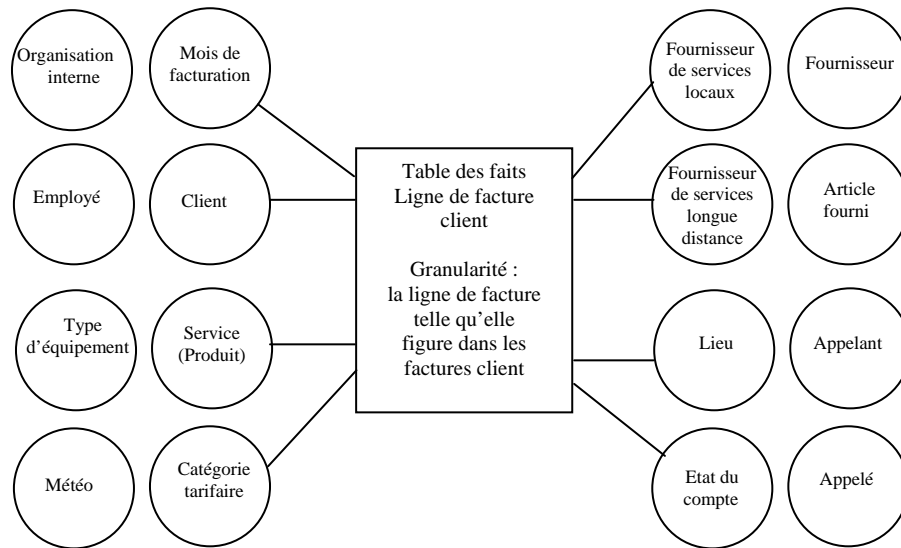 Organisation
interne
Mois de
facturation
Fournisseur
de services
locaux
Fournisseur
Employé
Client
Table des faits
Ligne de facture
client
Granularité :
la ligne de facture
telle qu’elle
figure dans les
factures client
Fournisseur
de services
longue
distance
Article
fourni
Type
d’équipement
Service
(Produit)
Lieu
Appelant
Météo
Catégorie
tarifaire
Etat du
compte
Appelé